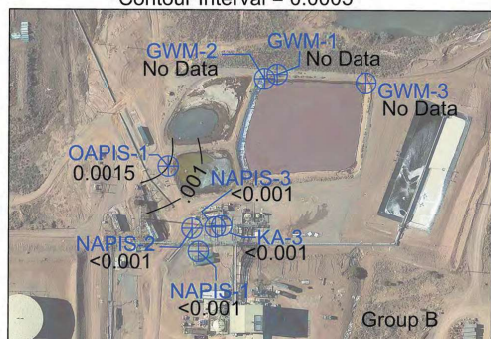 Contour Interval = 0.0005
GWM-2
No Data
GWM-1
No Data
GWM-3
No Data
OAPIS-1
0.0015
.001
NAPIS-3
<0.001
NAPIS-2
<0.001
KA-3
<0.001
NAPIS-1
<0.001
Group B